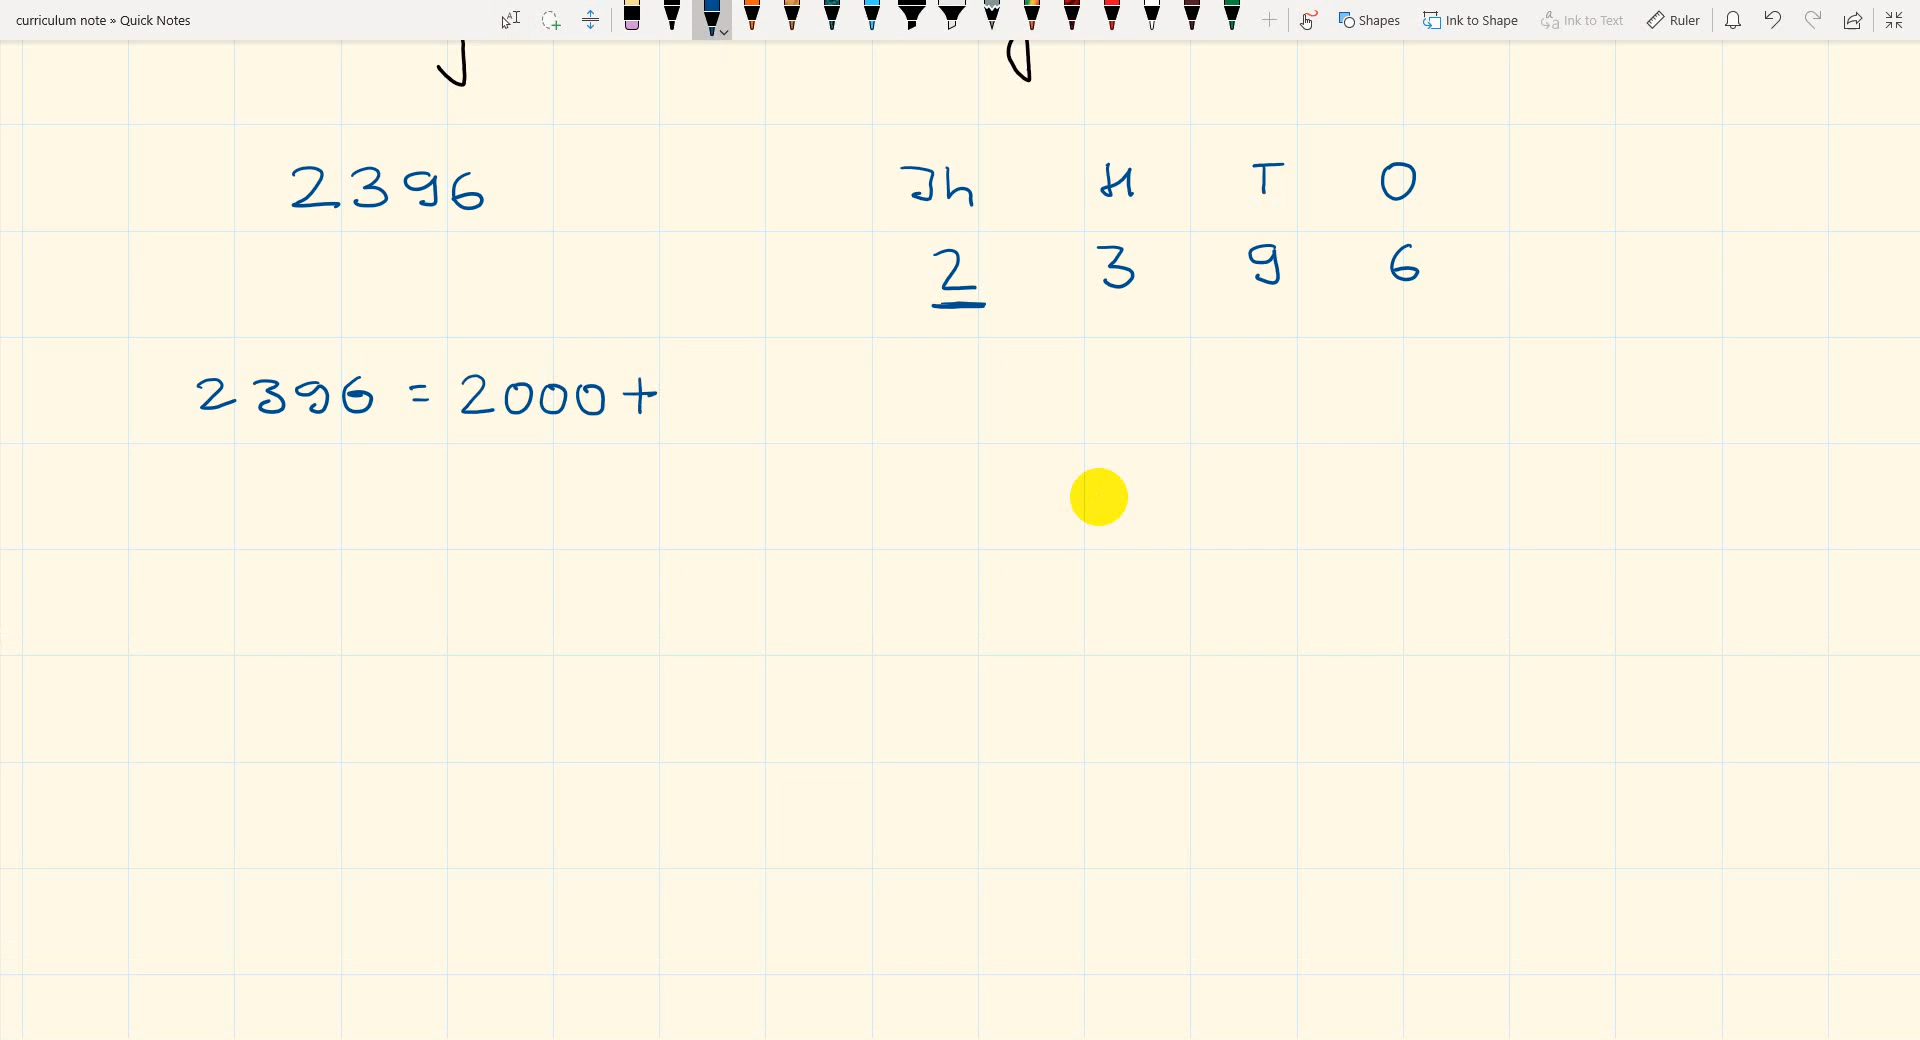 curriculum note » Quick Notes Shapes Ink to Shape Ink to Text Ruler
2396 Th H T O
2 3 9 6
2396 = 2000 +